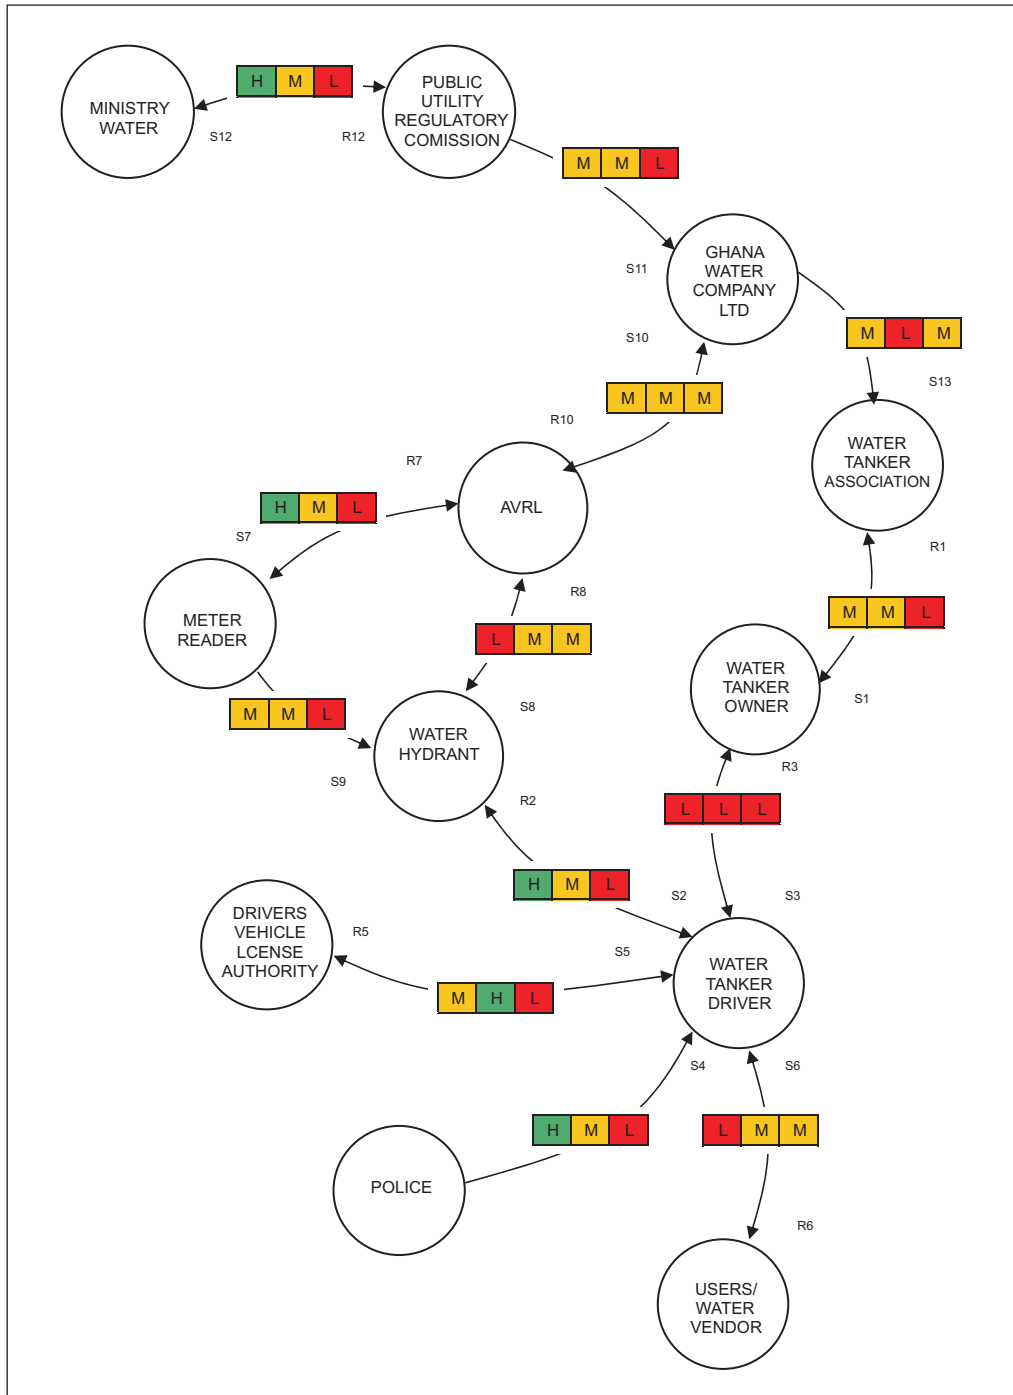 MINISTRY
WATER
H M L
PUBLIC
UTILITY
REGULATORY
COMISSION
S12
R12
M M L
GHANA
WATER
COMPANY
LTD
S11
S10
M L M
S13
M M M
R10
WATER
TANKER
ASSOCIATION
R7
AVRL
H M L
S7
R1
METER
READER
R8
L M M
M M L
WATER
TANKER
OWNER
S1
S8
M M L
WATER
HYDRANT
S9
R3
R2
L L L
H M L
S2
S3
DRIVERS
VEHICLE
LCENSE
AUTHORITY
R5
S5
WATER
TANKER
DRIVER
M H L
S4
S6
H M L
L M M
POLICE
R6
USERS/
WATER
VENDOR